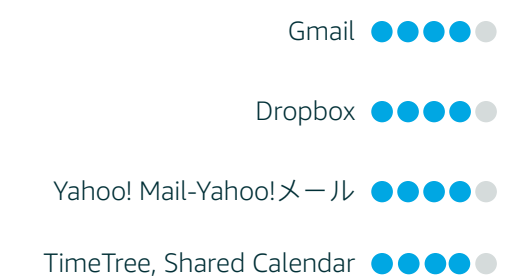 Gmail
Dropbox
Yahoo! Mail-Yahoo!メール
TimeTree, Shared Calendar